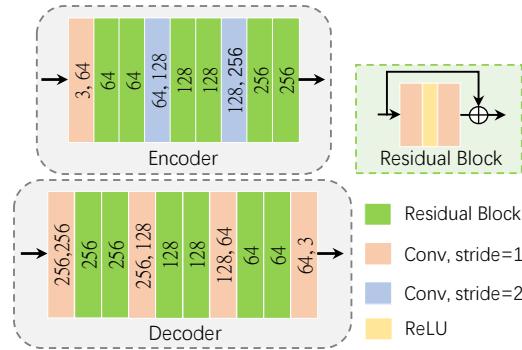 3, 64
64
64
64, 128
128
128
128, 256
256
256
Encoder
Residual Block
256,256
256
256
256, 128
128
128
128, 64
64
64
64, 3
Decoder
Residual Block
Conv, stride=1
Conv, stride=2
ReLU